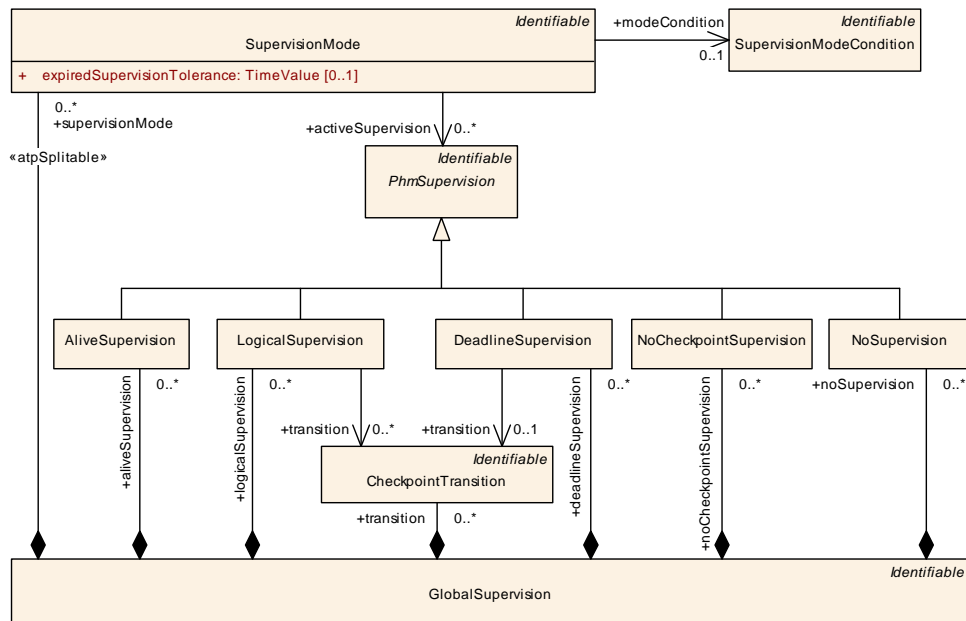 Identifiable
SupervisionMode
+ expiredSupervisionTolerance: TimeValue [0..1]
+modeCondition
0..1
Identifiable
SupervisionModeCondition
0..*
+supervisionMode
«atpSplitable»
+activeSupervision
0..*
Identifiable
PhmSupervision
AliveSupervision
LogicalSupervision
DeadlineSupervision
NoCheckpointSupervision
NoSupervision
0..*
+aliveSupervision
0..*
+logicalSupervision
+transition
0..*
+transition
0..1
0..*
+deadlineSupervision
0..*
+noCheckpointSupervision
+noSupervision
0..*
Identifiable
CheckpointTransition
+transition
0..*
Identifiable
GlobalSupervision